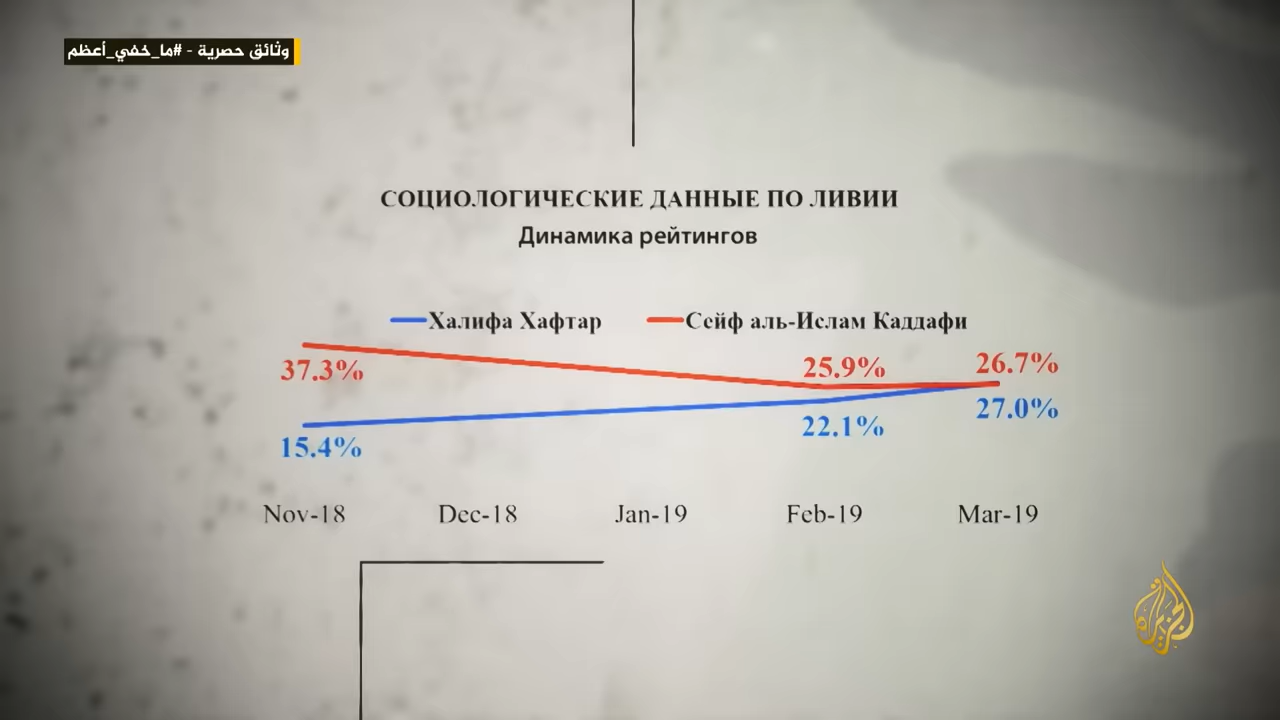 وثائق حصرية - #ما_خفي_أعظم
СОЦИОЛОГИЧЕСКИЕ ДАННЫЕ ПО ЛИВИИ
Динамика рейтингов
Халифа Хафтар Сейф аль-Ислам Каддафи
37.3% 25.9% 26.7%
15.4% 22.1% 27.0%
Nov-18 Dec-18 Jan-19 Feb-19 Mar-19
الجزيرة